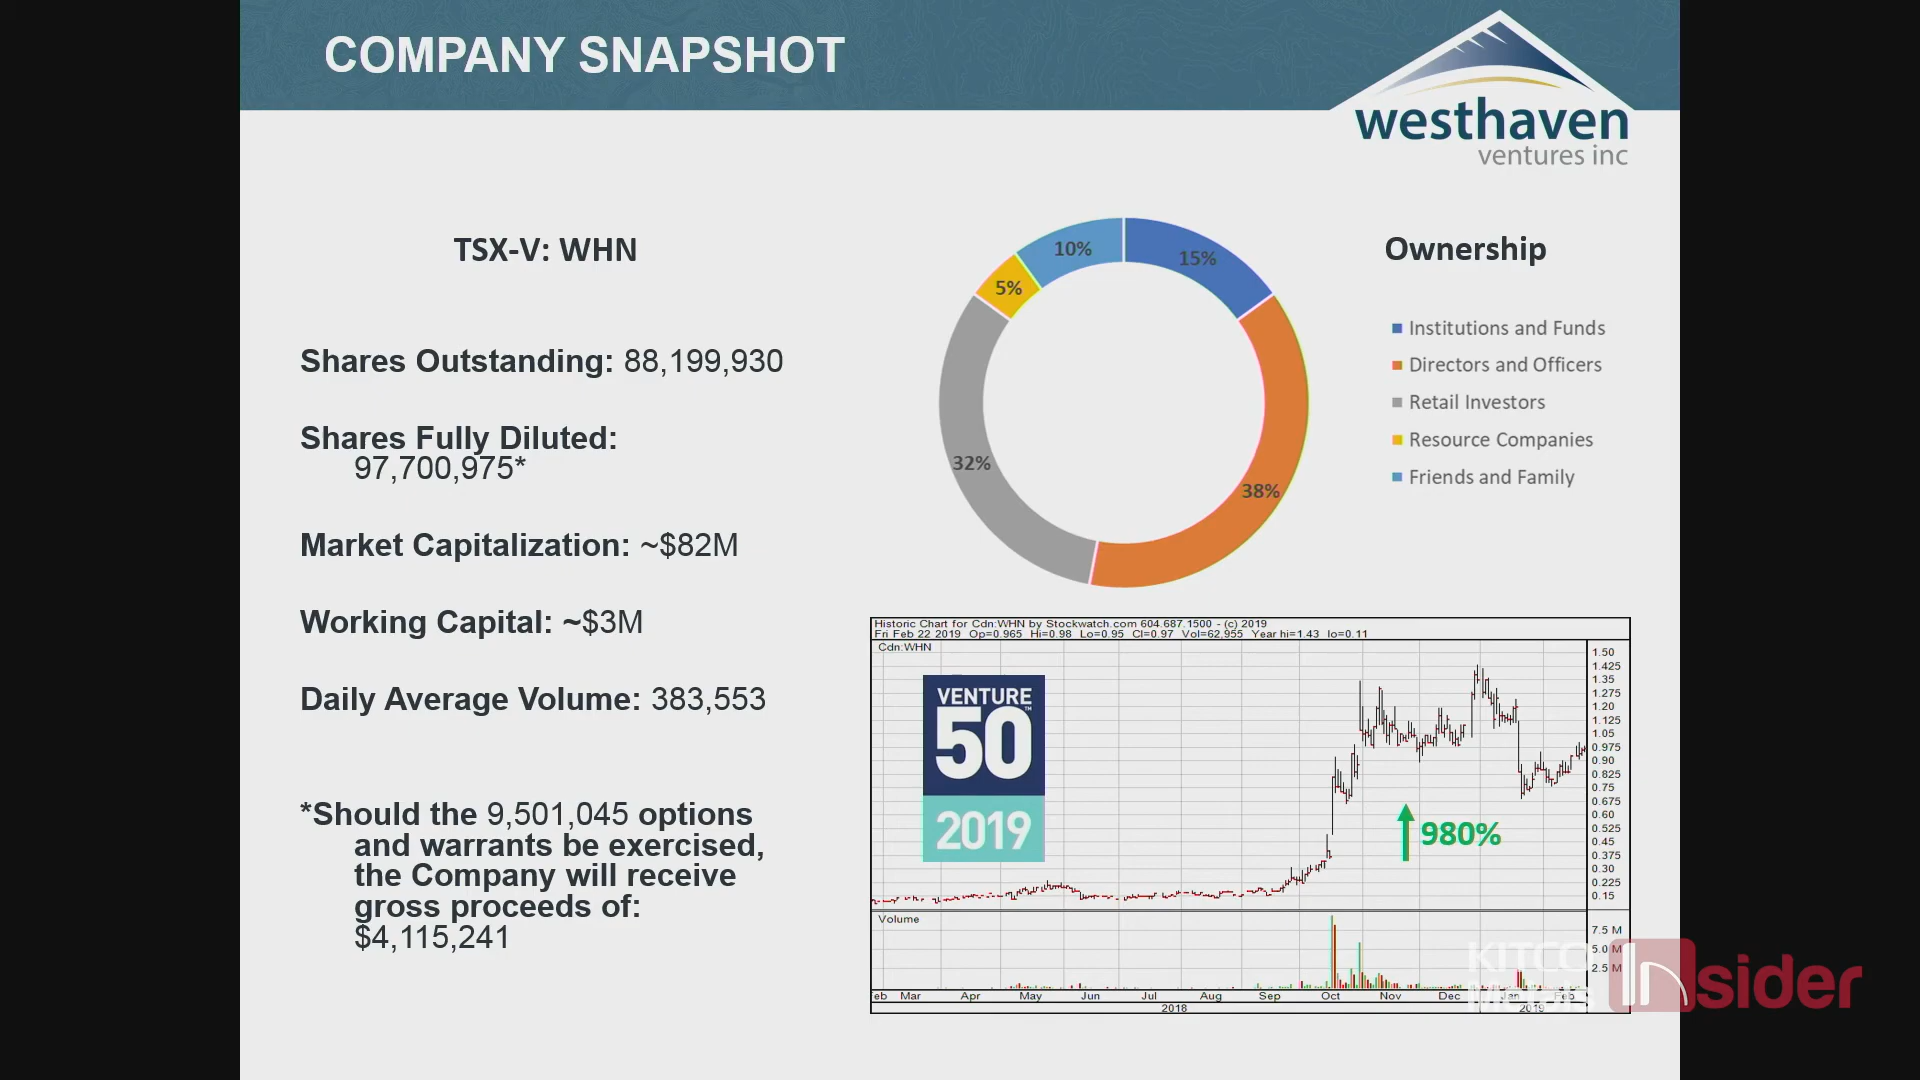 COMPANY SNAPSHOT
westhaven
ventures inc
TSX-V: WHN
Shares Outstanding: 88,199,930
Shares Fully Diluted:
97,700,975*
Market Capitalization: ~$82M
Working Capital: ~$3M
Daily Average Volume: 383,553
*Should the 9,501,045 options
and warrants be exercised,
the Company will receive
gross proceeds of:
$4,115,241
10%
15%
5%
32%
38%
Ownership
Institutions and Funds
Directors and Officers
Retail Investors
Resource Companies
Friends and Family
Historic Chart for Cdn:WHN by Stockwatch.com 604.687.1500 - (c) 2019
Fri Feb 22 2019 Op=0.965 Hi=0.98 Lo=0.95 Cl=0.97 Vol=62,955 Year hi=1.43 lo=0.11
Cdn:WHN
VENTURE
50™
2019
980%
1.50
1.425
1.35
1.275
1.20
1.125
1.05
0.975
0.90
0.825
0.75
0.675
0.60
0.525
0.45
0.375
0.30
0.225
0.15
Volume
7.5 M
5.0 M
2.5 M
eb Mar Apr May Jun Jul Aug Sep Oct Nov Dec Jan Feb
2018 2019
KITCO
Metals
INsider